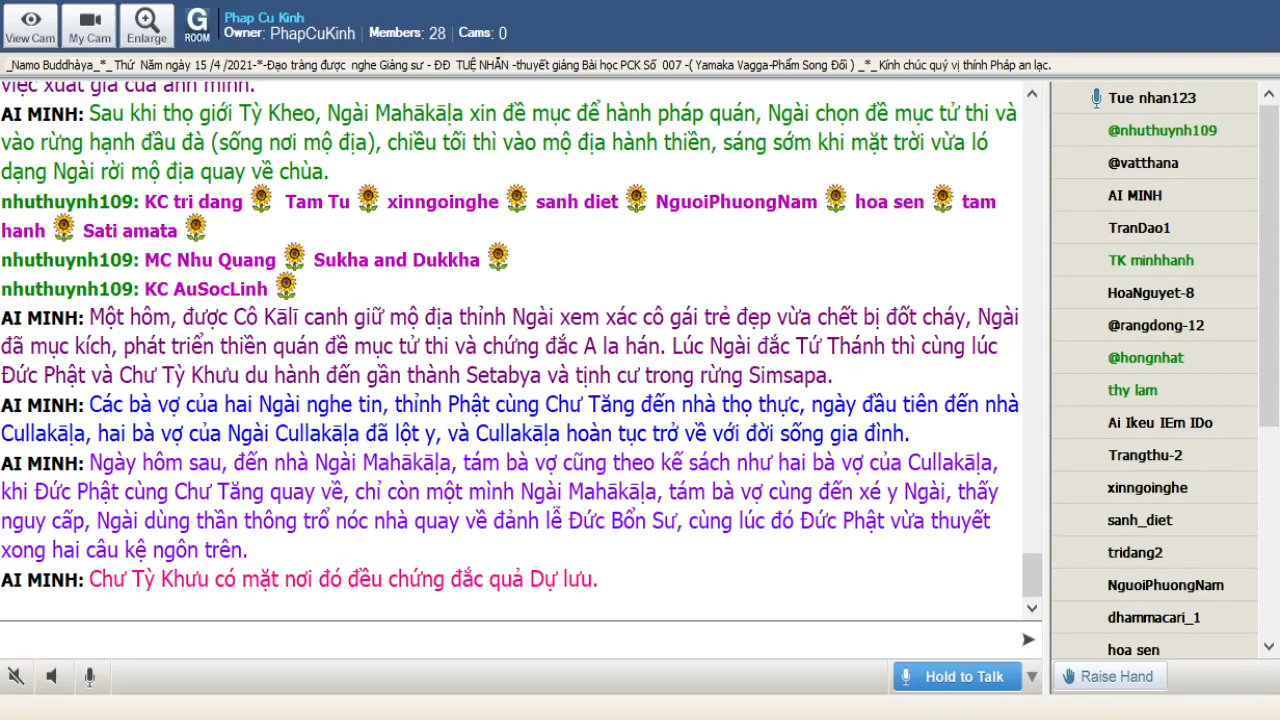 View Cam
My Cam
Enlarge
G
ROOM
Phap Cu Kinh
Owner: PhapCuKinh | Members: 28 | Cams: 0
_Namo Buddhàya_*_ Thứ Năm ngày 15 /4 /2021-*-Đạo tràng được nghe Giảng sư - ĐĐ TUỆ NHẪN -thuyết giảng Bài học PCK Số 007 -( Yamaka Vagga-Phẩm Song Đối ) _*_ Kính chúc quý vị thính Pháp an lạc.
việc xuất gia của anh mình.
AI MINH: Sau khi thọ giới Tỳ Kheo, Ngài Mahākāḷa xin đề mục để hành pháp quán, Ngài chọn đề mục tử thi và
vào rừng hạnh đầu đà (sống nơi mộ địa), chiều tối thì vào mộ địa hành thiền, sáng sớm khi mặt trời vừa ló
dạng Ngài rời mộ địa quay về chùa.
nhuthuynh109: KC tri dang Tam Tu xinngoinghe sanh diet NguoiPhuongNam hoa sen tam
hanh Sati amata
nhuthuynh109: MC Nhu Quang Sukha and Dukkha
nhuthuynh109: KC AuSocLinh
AI MINH: Một hôm, được Cô Kālī canh giữ mộ địa thỉnh Ngài xem xác cô gái trẻ đẹp vừa chết bị đốt cháy, Ngài
đã mục kích, phát triển thiền quán đề mục tử thi và chứng đắc A la hán. Lúc Ngài đắc Tứ Thánh thì cùng lúc
Đức Phật và Chư Tỳ Khưu du hành đến gần thành Setabya và tịnh cư trong rừng Simsapa.
AI MINH: Các bà vợ của hai Ngài nghe tin, thỉnh Phật cùng Chư Tăng đến nhà thọ thực, ngày đầu tiên đến nhà
Cullakāḷa, hai bà vợ của Ngài Cullakāḷa đã lột y, và Cullakāḷa hoàn tục trở về với đời sống gia đình.
AI MINH: Ngày hôm sau, đến nhà Ngài Mahākāḷa, tám bà vợ cũng theo kế sách như hai bà vợ của Cullakāḷa,
khi Đức Phật cùng Chư Tăng quay về, chỉ còn một mình Ngài Mahākāḷa, tám bà vợ cùng đến xé y Ngài, thấy
nguy cấp, Ngài dùng thần thông trổ nóc nhà quay về đảnh lễ Đức Bổn Sư, cùng lúc đó Đức Phật vừa thuyết
xong hai câu kệ ngôn trên.
AI MINH: Chư Tỳ Khưu có mặt nơi đó đều chứng đắc quả Dự lưu.
Hold to Talk
Tue nhan123
@nhuthuynh109
@vatthana
AI MINH
TranDao1
TK minhhanh
HoaNguyet-8
@rangdong-12
@hongnhat
thy lam
Ai Ikeu IEm IDo
Trangthu-2
xinngoinghe
sanh_diet
tridang2
NguoiPhuongNam
dhammacari_1
hoa sen
Raise Hand